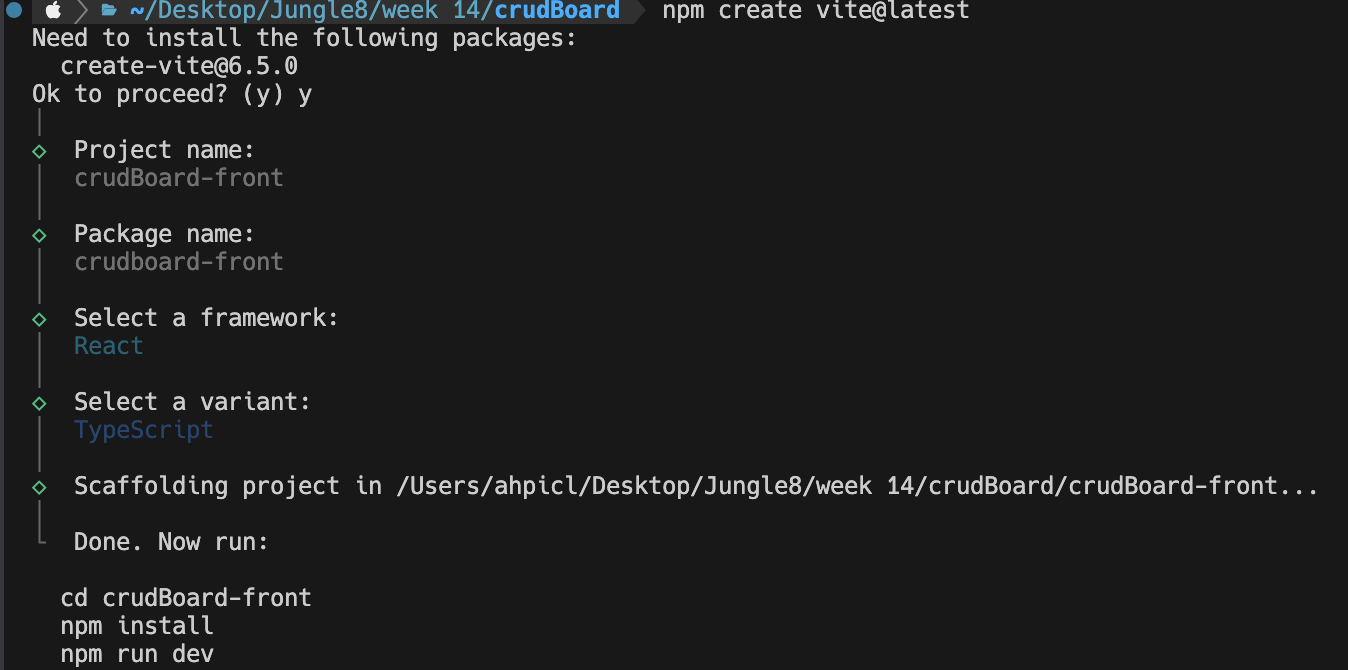 ~/Desktop/Jungle8/week 14/crudBoard npm create vite@latest
Need to install the following packages:
create-vite@6.5.0
Ok to proceed? (y) y
Project name:
crudBoard-front
Package name:
crudboard-front
Select a framework:
React
Select a variant:
TypeScript
Scaffolding project in /Users/ahpicl/Desktop/Jungle8/week 14/crudBoard/crudBoard-front...
Done. Now run:
cd crudBoard-front
npm install
npm run dev